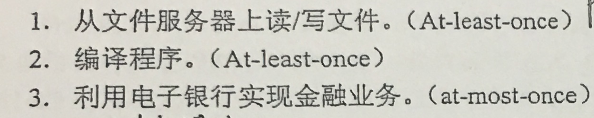 1. 从文件服务器上读/写文件。（At-least-once）
2. 编译程序。（At-least-once）
3. 利用电子银行实现金融业务。（at-most-once）